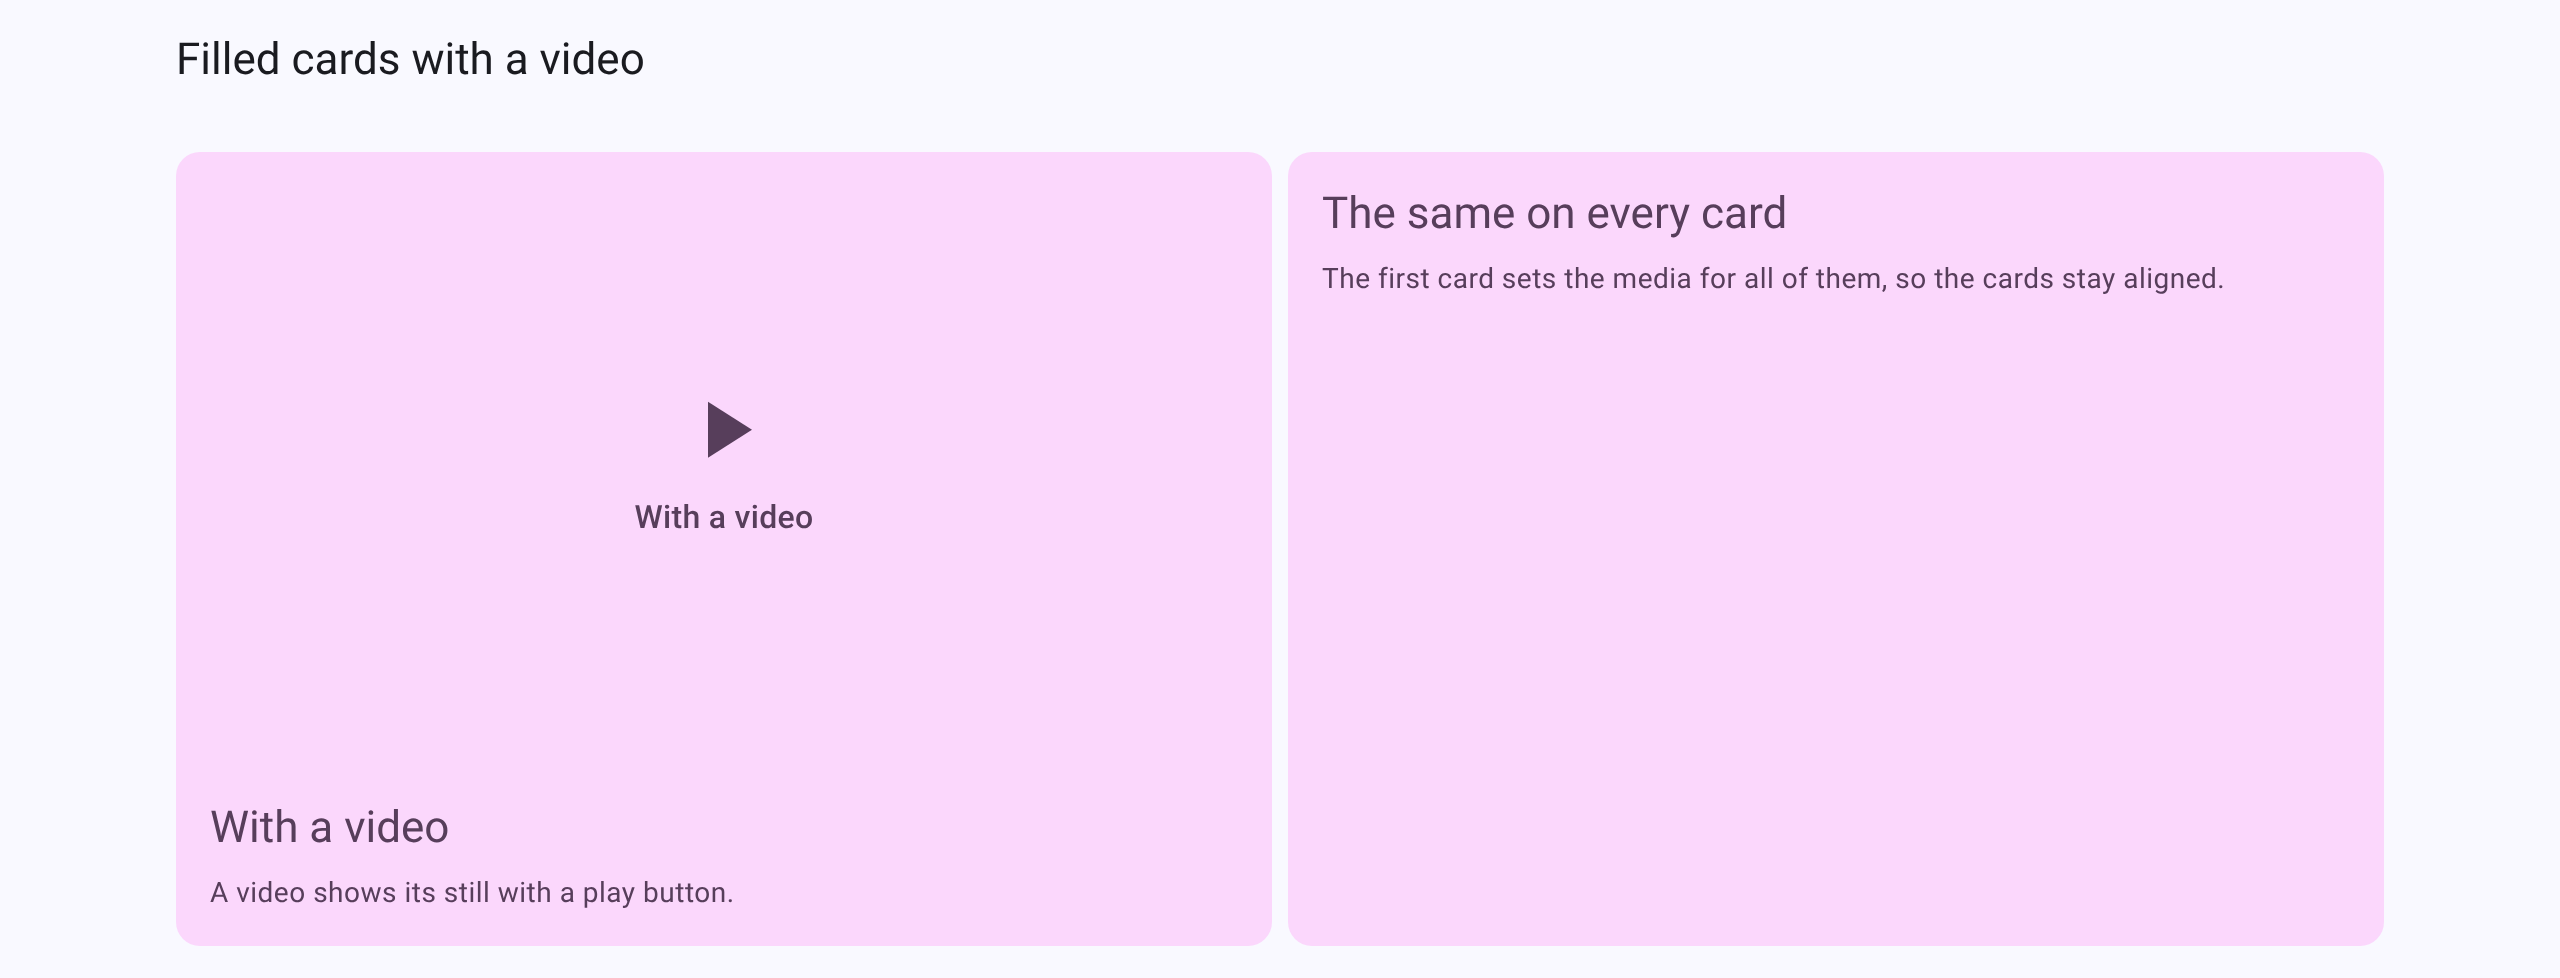 Filled cards with a video
With a video
With a video
A video shows its still with a play button.
The same on every card
The first card sets the media for all of them, so the cards stay aligned.